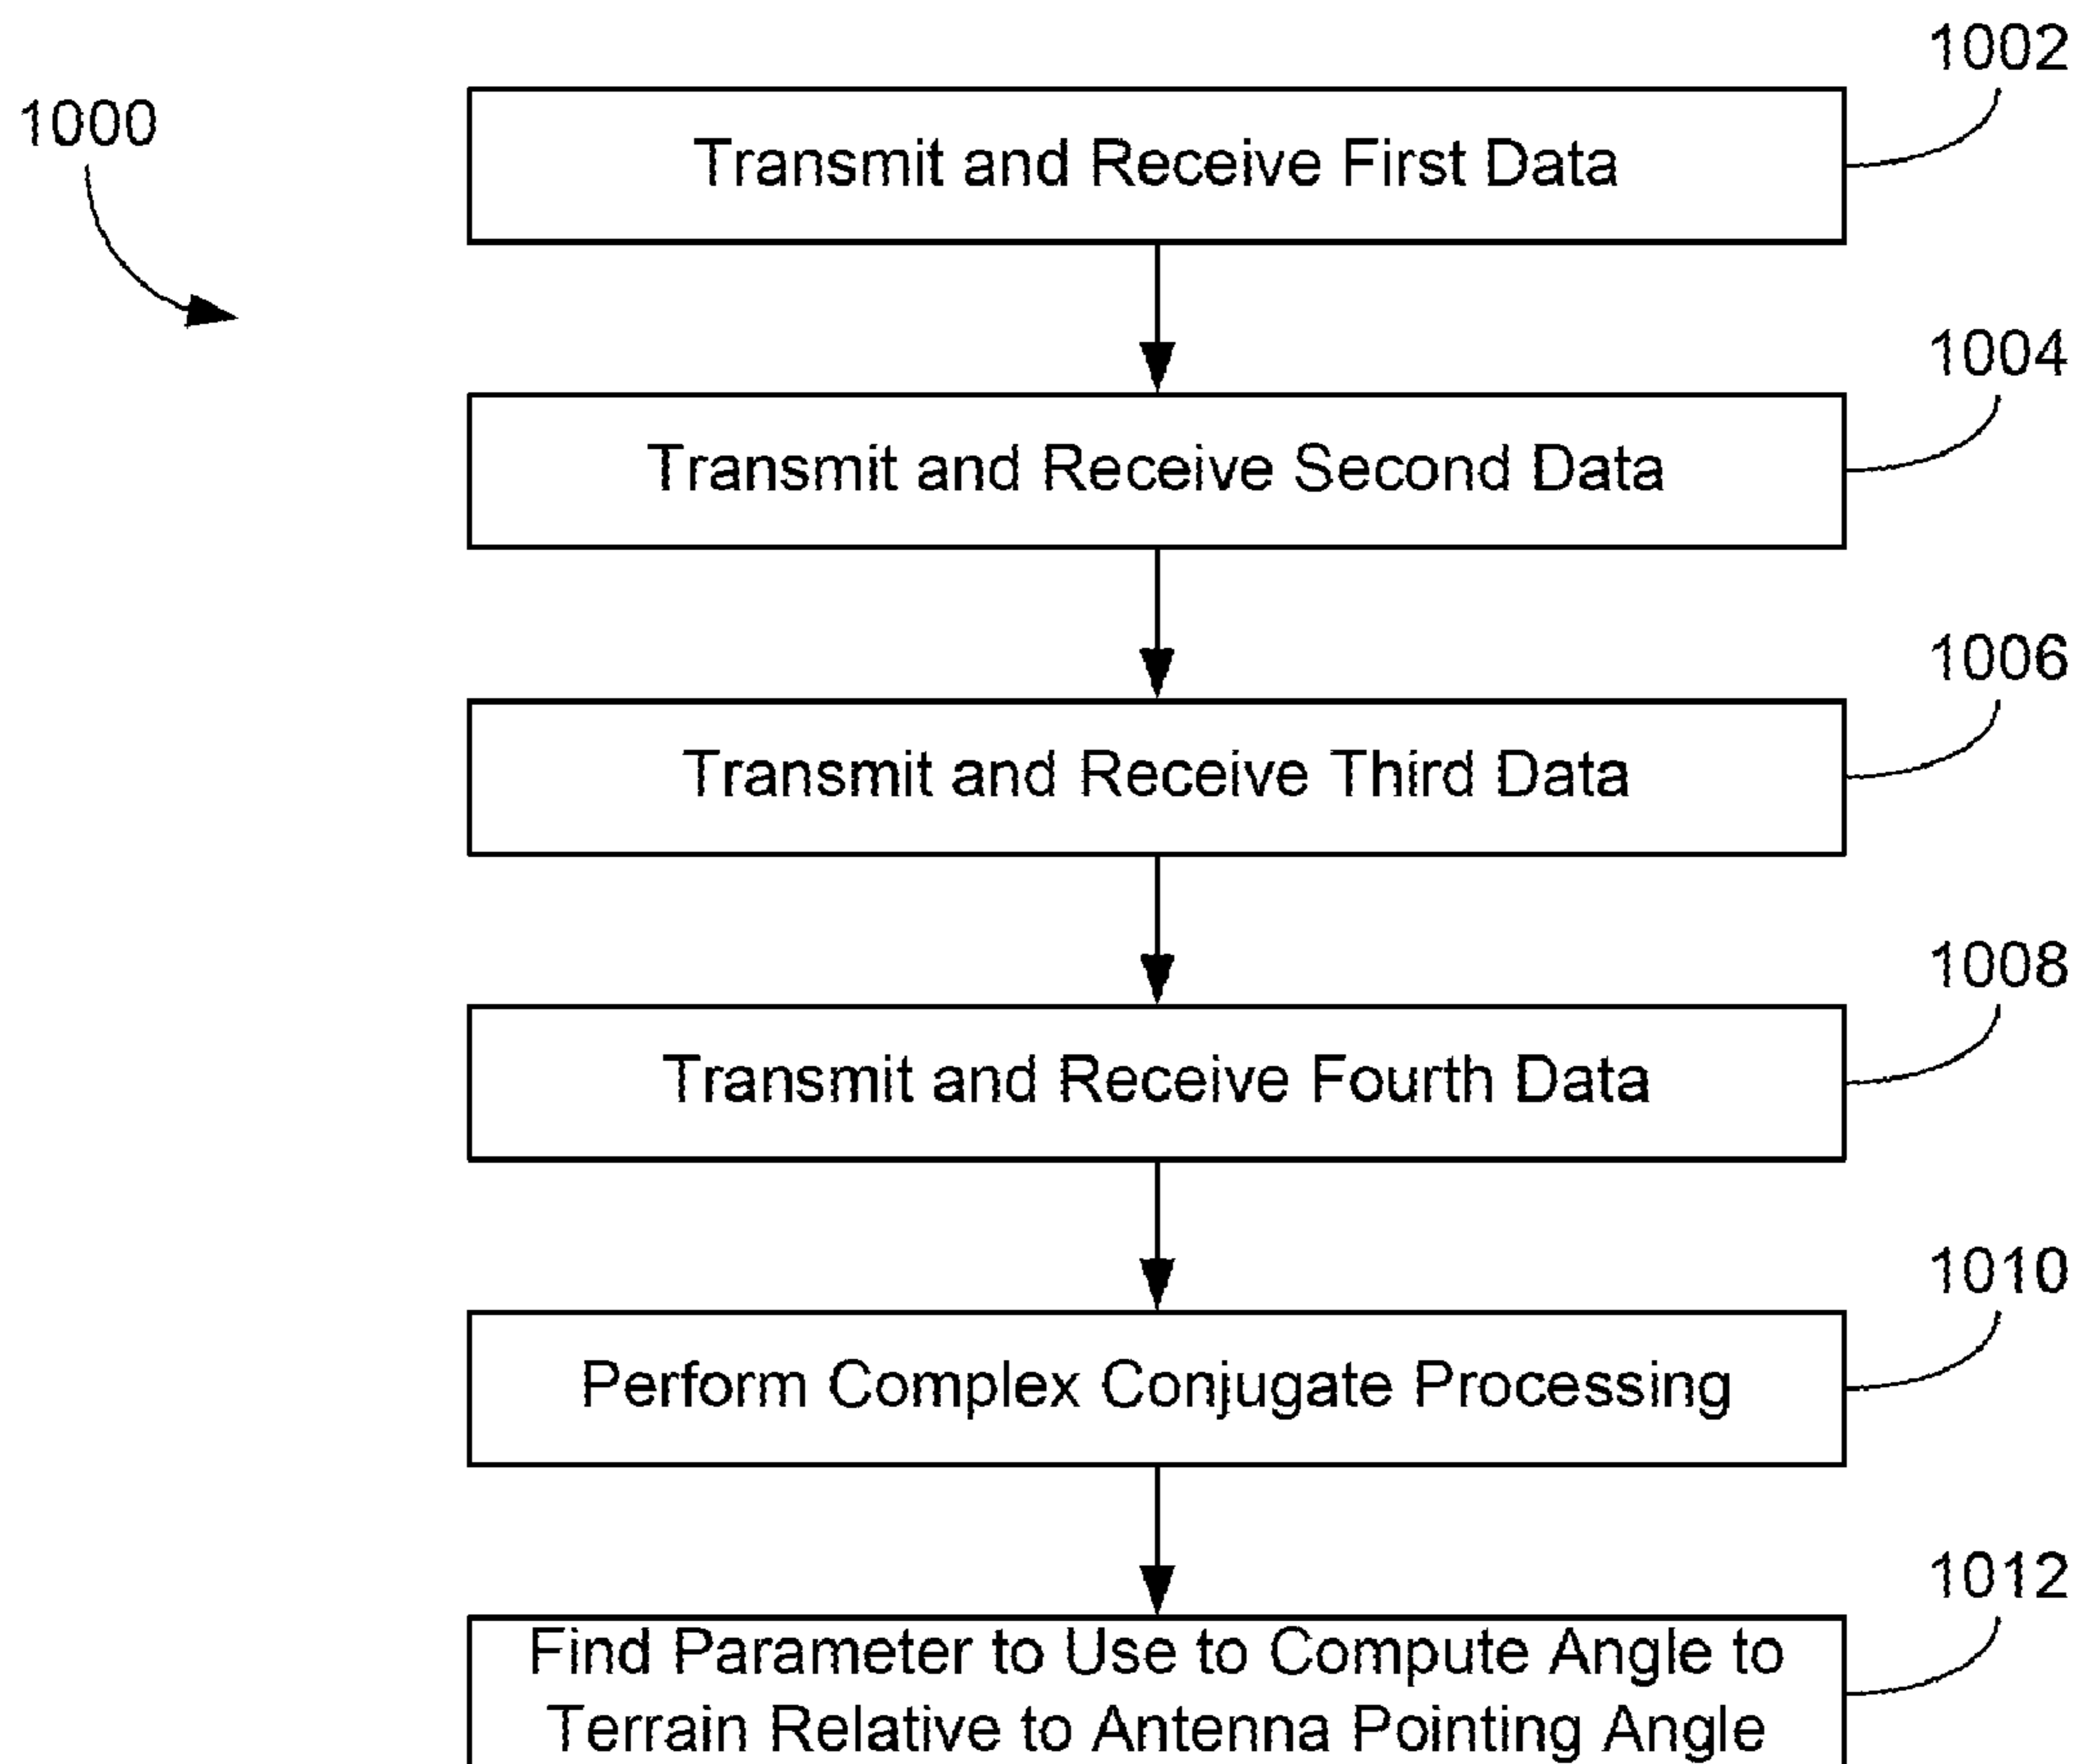 1002
1000
Transmit and Receive First Data
1004
Transmit and Receive Second Data
1006
Transmit and Receive Third Data
1008
Transmit and Receive Fourth Data
1010
Perform Complex Conjugate Processing
1012
Find Parameter to Use to Compute Angle to
Terrain Relative to Antenna Pointing Angle